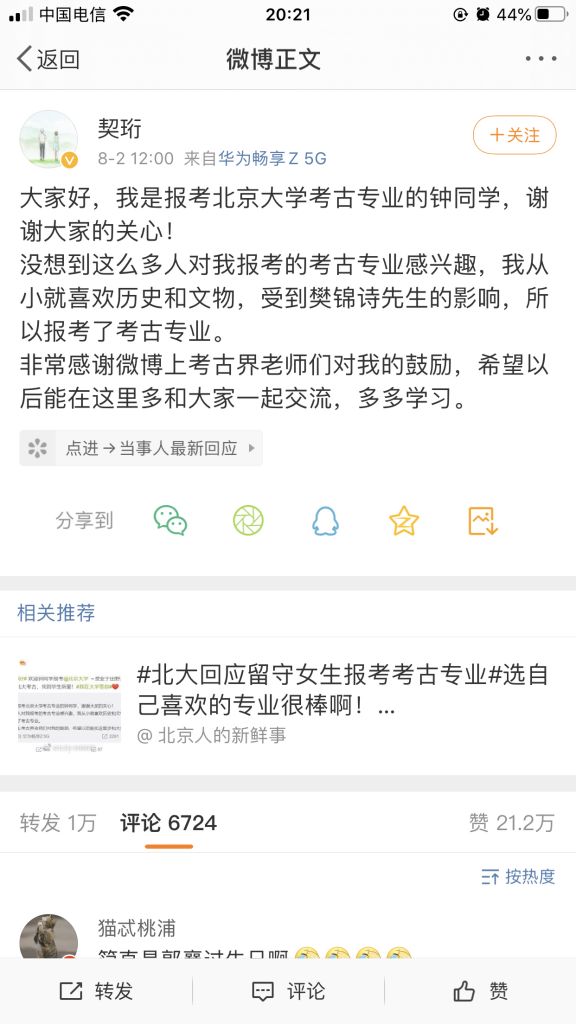 中国电信
20:21
44%
返回
微博正文
契珩
+关注
8-2 12:00 来自华为畅享Z 5G
大家好，我是报考北京大学考古专业的钟同学，谢
谢大家的关心！
没想到这么多人对我报考的考古专业感兴趣，我从
小就喜欢历史和文物，受到樊锦诗先生的影响，所
以报考了考古专业。
非常感谢微博上考古界老师们对我的鼓励，希望以
后能在这里多和大家一起交流，多多学习。
点进→当事人最新回应
分享到
相关推荐
#北大回应留守女生报考考古专业#选自
己喜欢的专业很棒啊！...
@ 北京人的新鲜事
转发 1万
评论 6724
赞 21.2万
按热度
猫忒桃浦
简直是郭襄过生日啊
转发
评论
赞